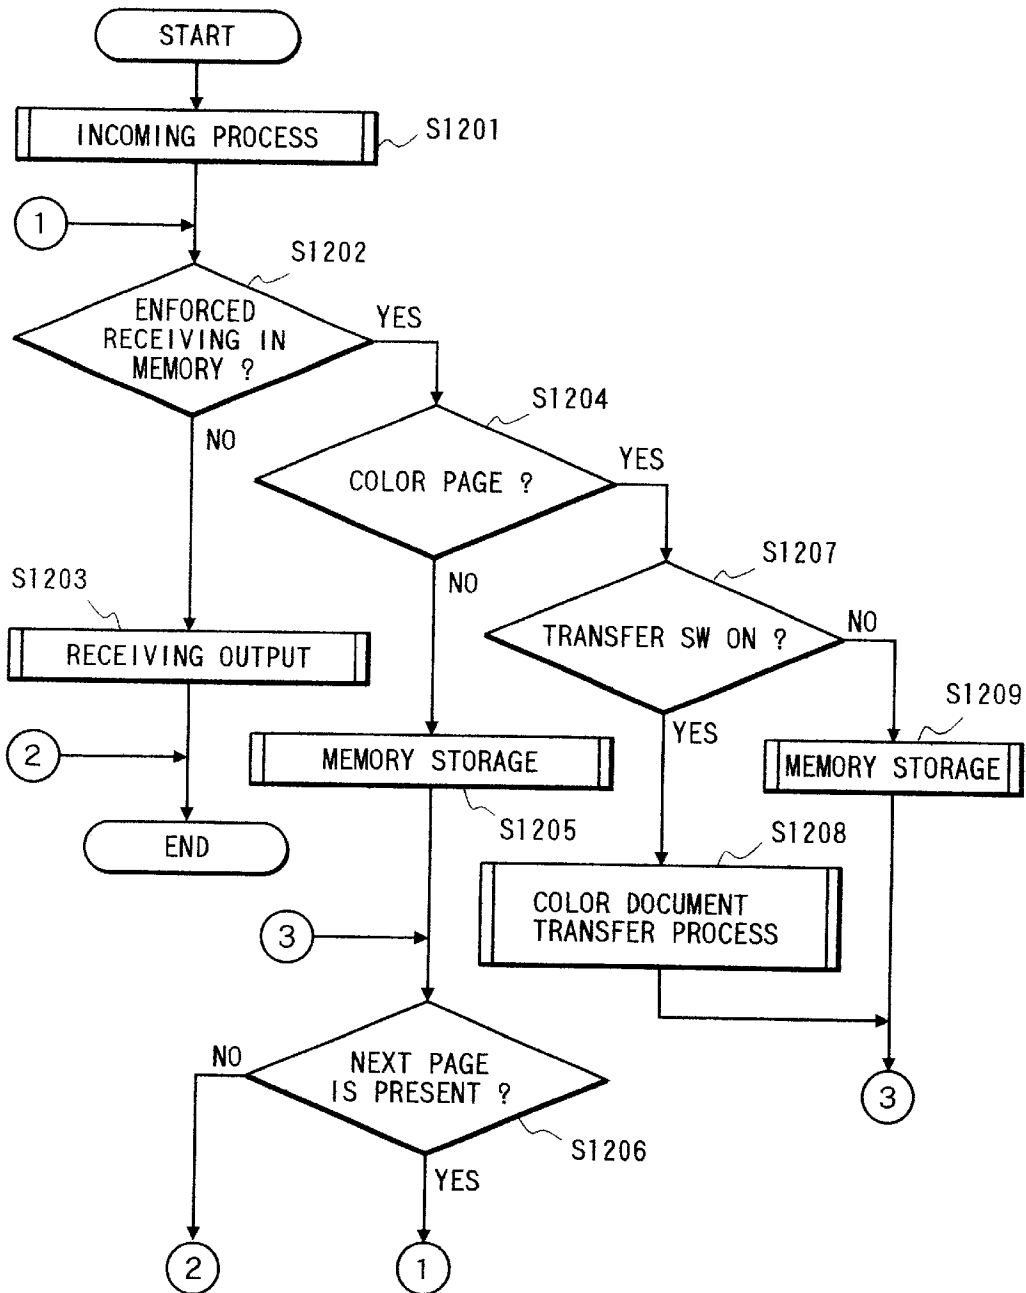 START
INCOMING PROCESS
S1201
1
S1202
ENFORCED
RECEIVING IN
MEMORY ?
YES
NO
S1204
COLOR PAGE ?
YES
NO
S1203
RECEIVING OUTPUT
S1207
TRANSFER SW ON ?
NO
YES
2
MEMORY STORAGE
S1205
S1209
MEMORY STORAGE
END
S1208
COLOR DOCUMENT
TRANSFER PROCESS
3
NEXT PAGE
IS PRESENT ?
NO
S1206
YES
3
2
1